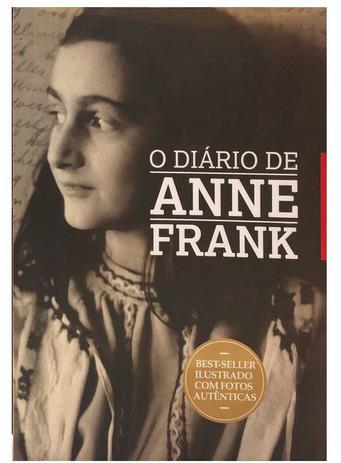 O DIÁRIO DE
ANNE
FRANK
BEST-SELLER
ILUSTRADO
COM FOTOS
AUTÊNTICAS